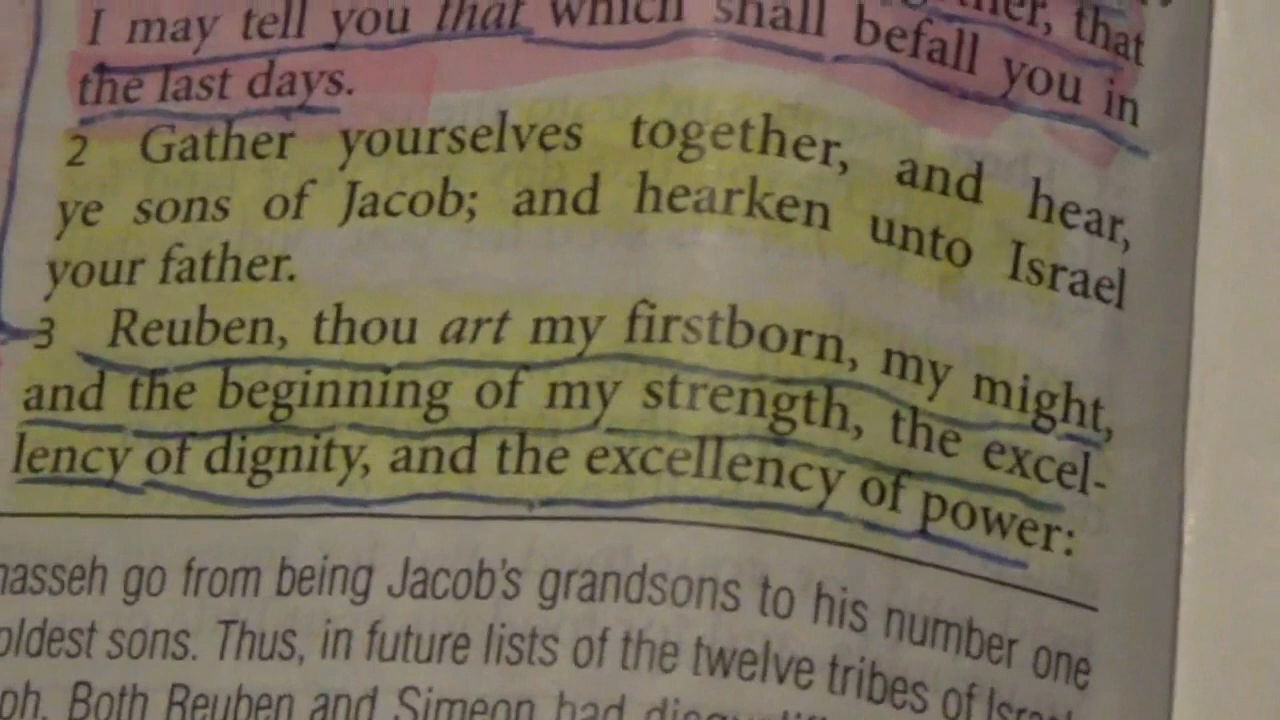 I may tell you that which shall befall you in
the last days.
2 Gather yourselves together, and hear,
ye sons of Jacob; and hearken unto Israel
your father.
3 Reuben, thou art my firstborn, my might,
and the beginning of my strength, the excel-
lency of dignity, and the excellency of power:
go from being Jacob's grandsons to his number one
sons. Thus, in future lists of the twelve tribes of
Both Reuben and Simeon had